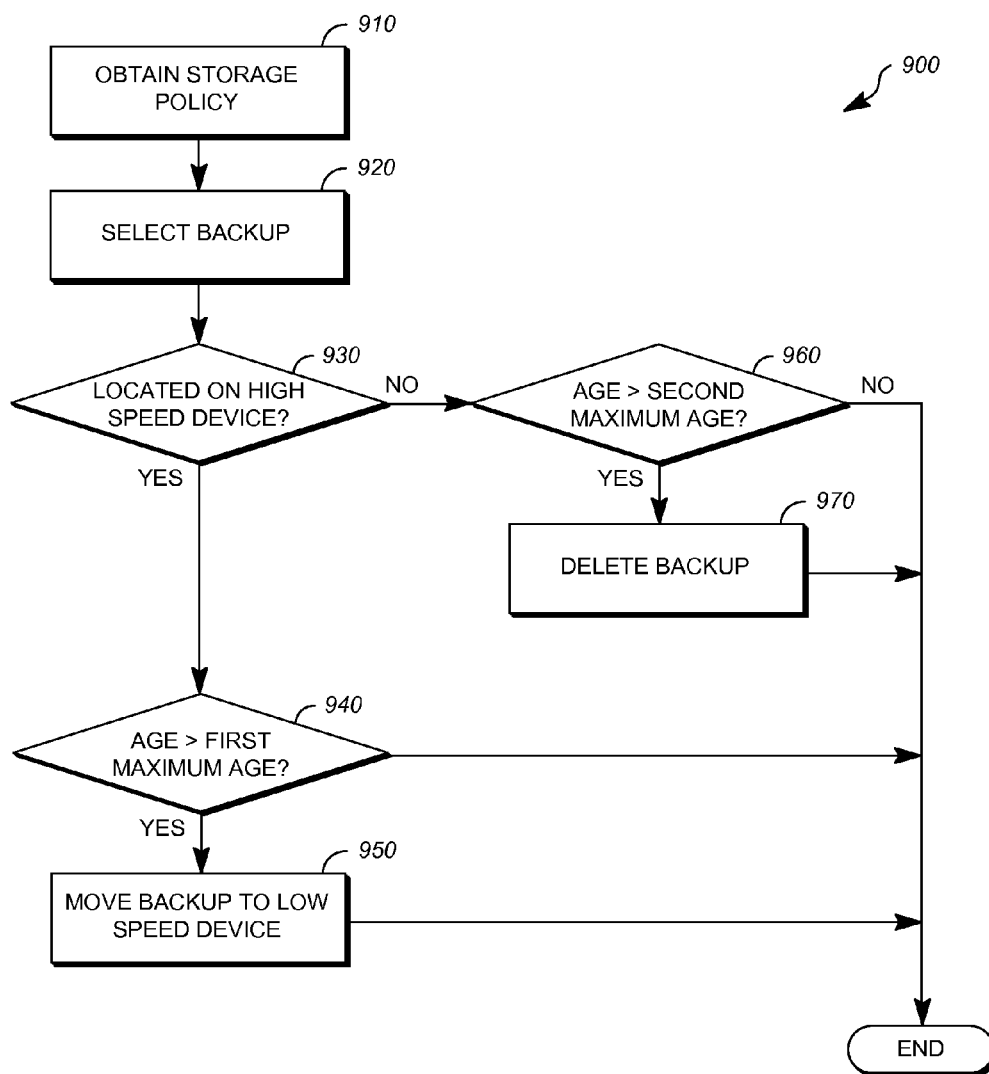 910
OBTAIN STORAGE
POLICY
900
920
SELECT BACKUP
930
LOCATED ON HIGH
SPEED DEVICE?
NO
YES
960
AGE > SECOND
MAXIMUM AGE?
NO
YES
970
DELETE BACKUP
940
AGE > FIRST
MAXIMUM AGE?
YES
950
MOVE BACKUP TO LOW
SPEED DEVICE
END